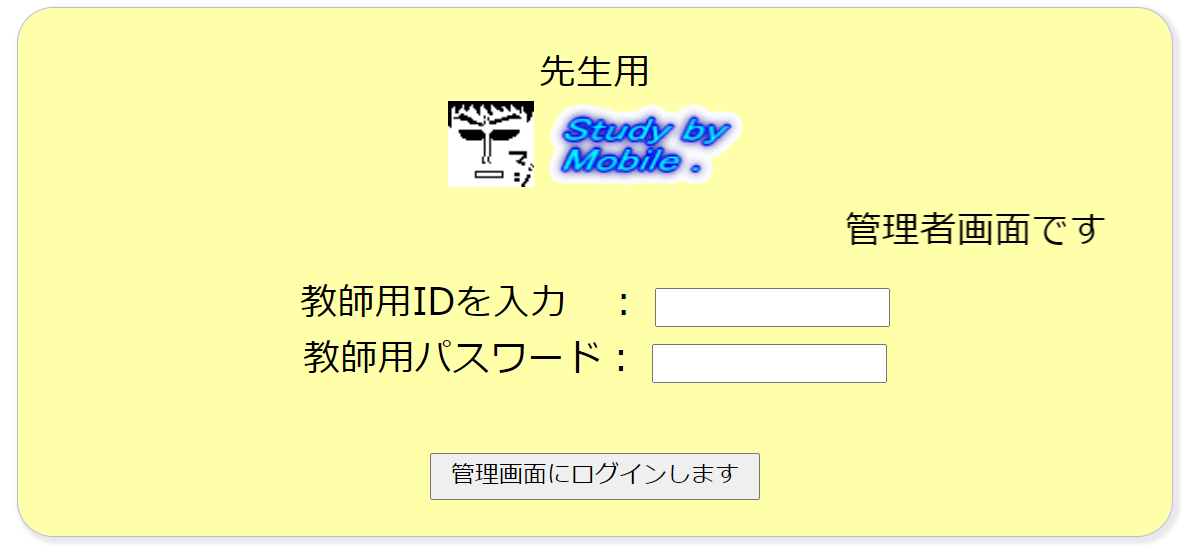 先生用
マジ
Study by
Mobile .
管理者画面です
教師用IDを入力　：
教師用パスワード：
管理画面にログインします